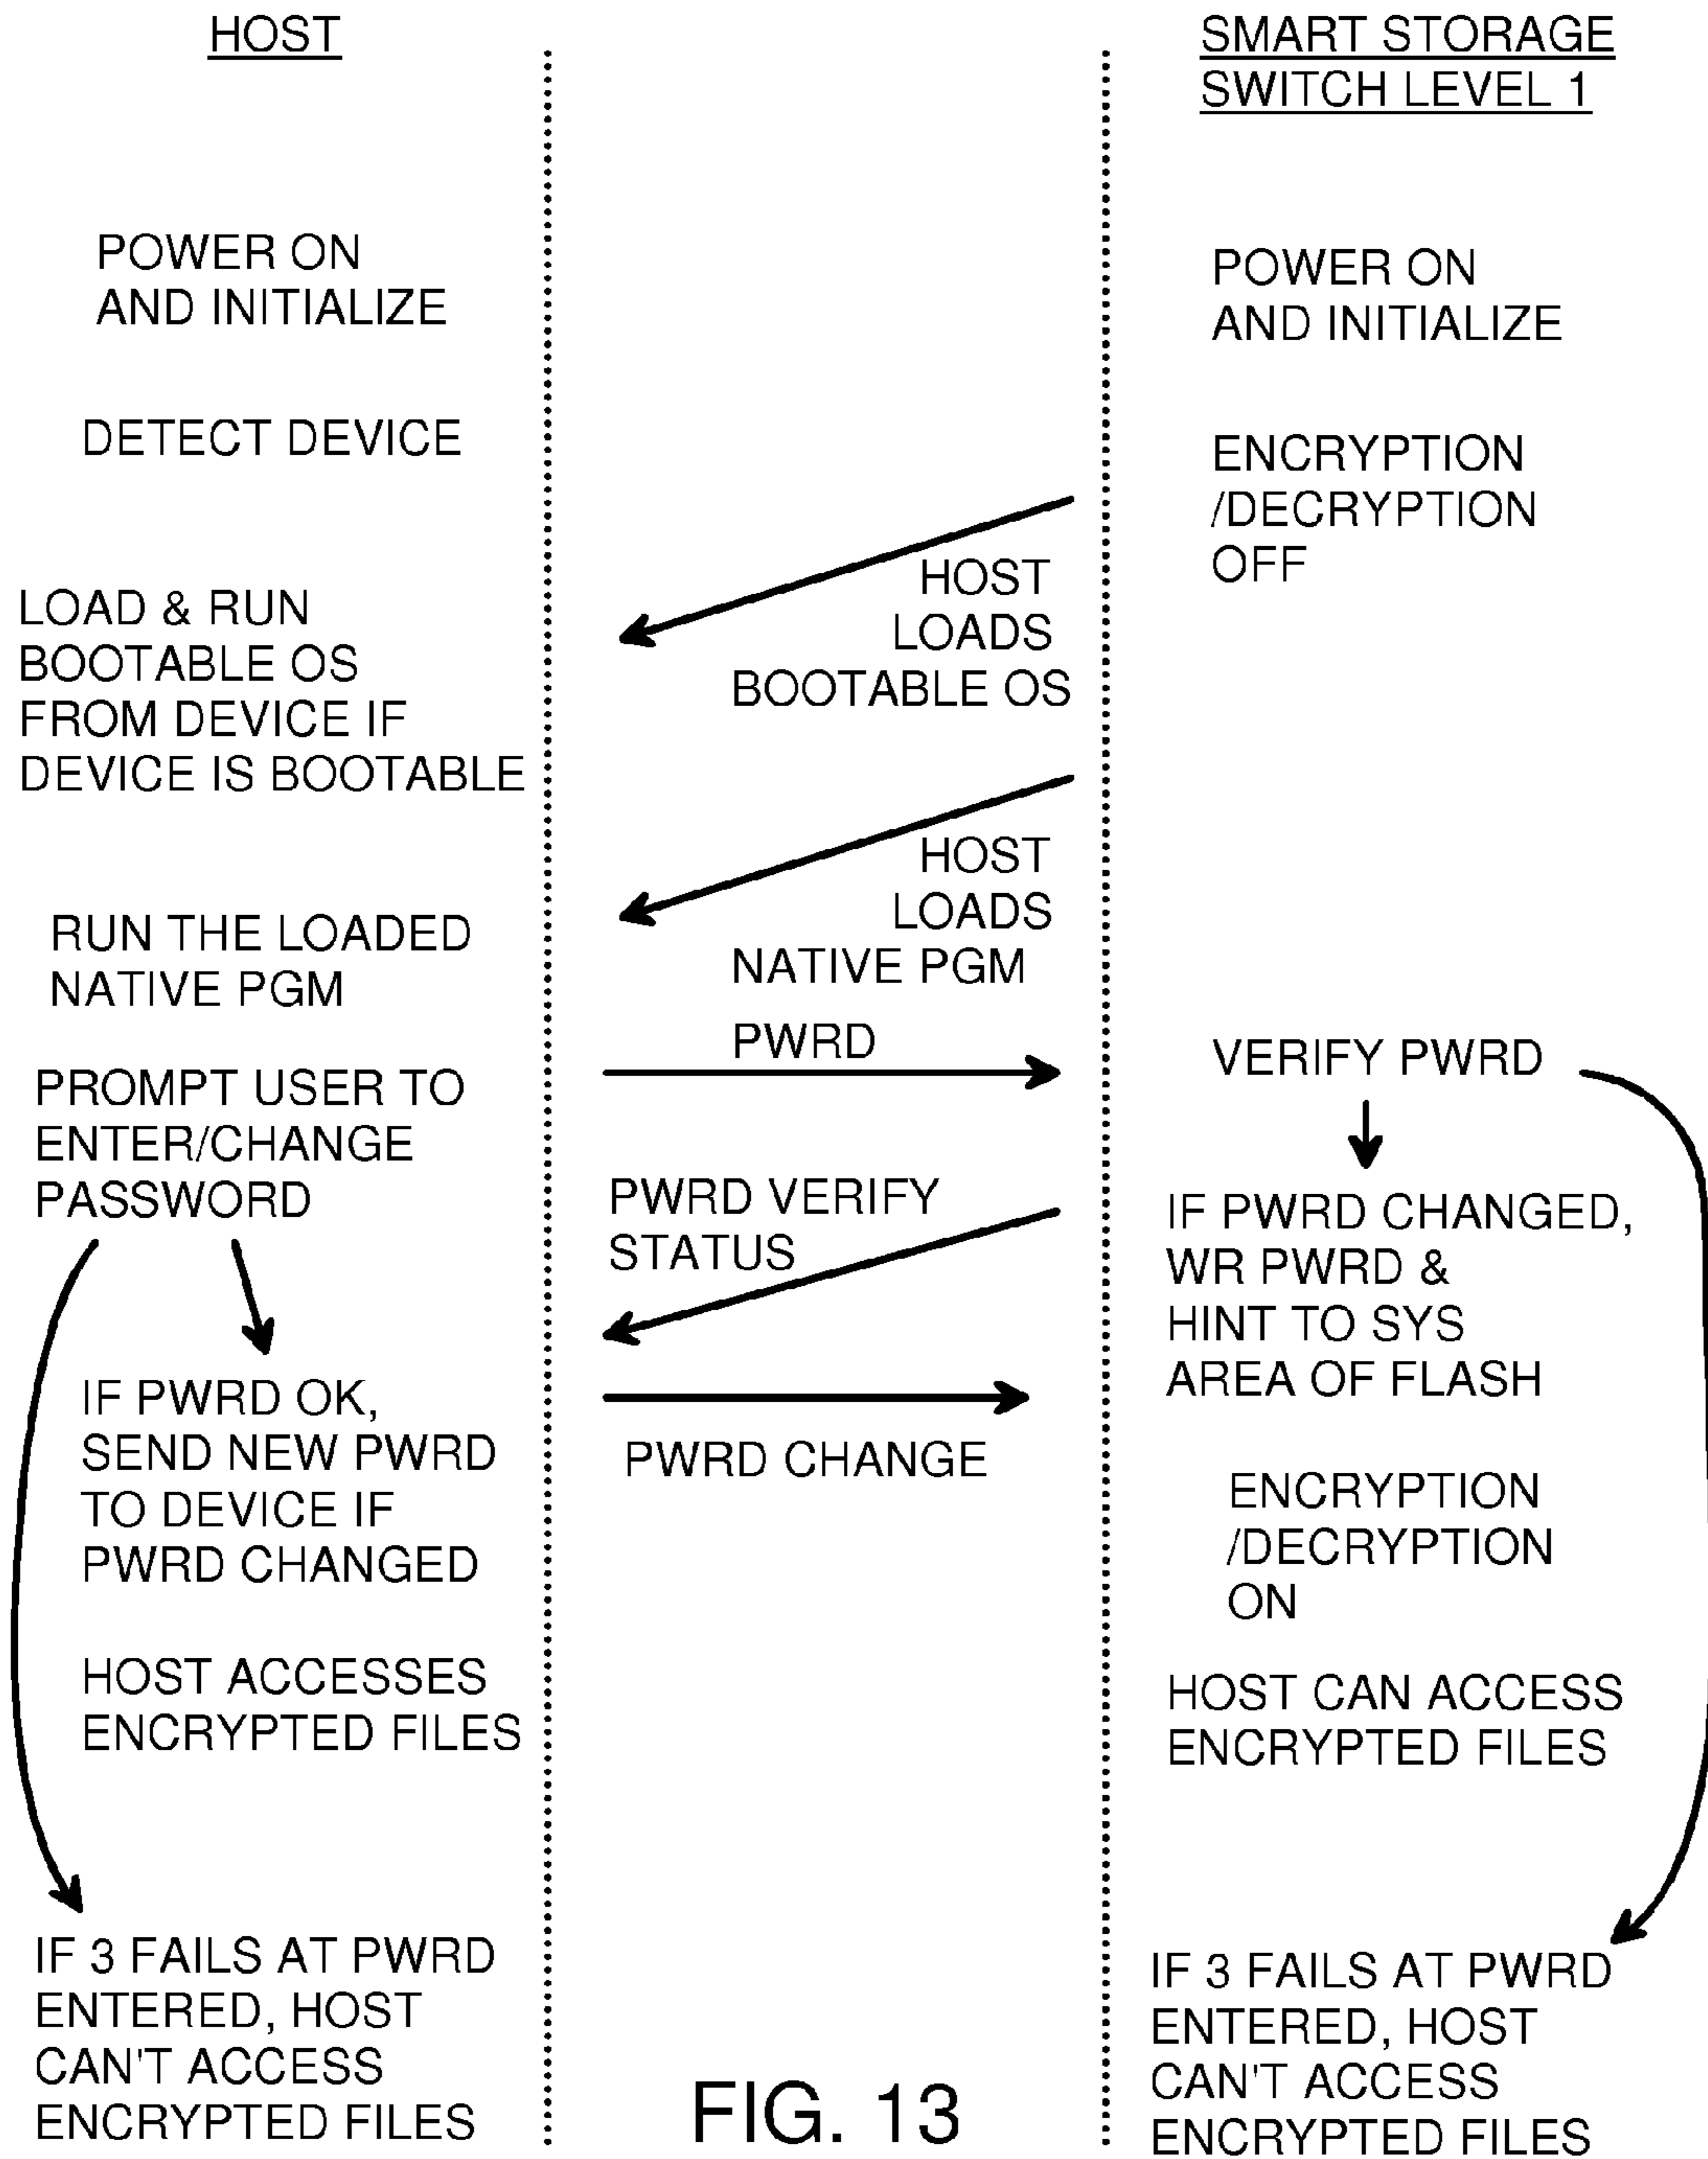 HOST
POWER ON
AND INITIALIZE
DETECT DEVICE
LOAD & RUN
BOOTABLE OS
FROM DEVICE IF
DEVICE IS BOOTABLE
RUN THE LOADED
NATIVE PGM
PROMPT USER TO
ENTER/CHANGE
PASSWORD
IF PWRD OK,
SEND NEW PWRD
TO DEVICE IF
PWRD CHANGED
HOST ACCESSES
ENCRYPTED FILES
IF 3 FAILS AT PWRD
ENTERED, HOST
CAN'T ACCESS
ENCRYPTED FILES
HOST
LOADS
BOOTABLE OS
HOST
LOADS
NATIVE PGM
PWRD
PWRD VERIFY
STATUS
PWRD CHANGE
SMART STORAGE
SWITCH LEVEL 1
POWER ON
AND INITIALIZE
ENCRYPTION
/DECRYPTION
OFF
VERIFY PWRD
IF PWRD CHANGED,
WR PWRD &
HINT TO SYS
AREA OF FLASH
ENCRYPTION
/DECRYPTION
ON
HOST CAN ACCESS
ENCRYPTED FILES
IF 3 FAILS AT PWRD
ENTERED, HOST
CAN'T ACCESS
ENCRYPTED FILES
FIG. 13